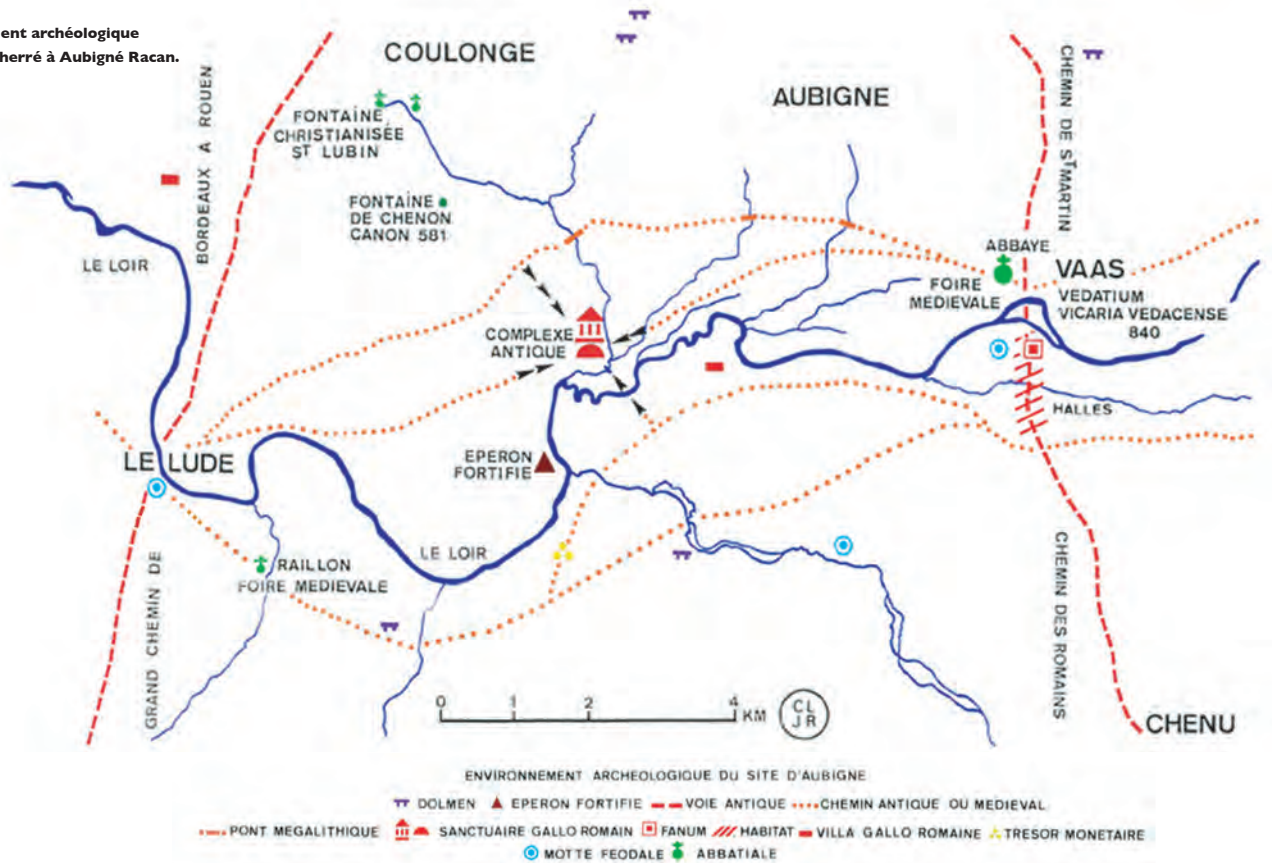 ent archéologique
herré à Aubigné Racan.
COULONGE
AUBIGNE
BORDEAUX A ROUEN
CHEMIN DE ST MARTIN
FONTAÎNE
CHRISTIANISÉE
ST LUBIN
FONTAÎNE
DE CHENON
CANON 581
LE LOIR
ABBAYE
VAAS
FOIRE
MEDIEVALE
VEDATIUM
VICARIA VEDACENSE
840
COMPLEXE
ANTIQUE
HALLES
LE LUDE
EPERON
FORTIFIE
LE LOIR
RAILLON
FOIRE MEDIEVALE
GRAND CHEMIN DE
CHEMIN DES ROMAINS
0 1 2 4
KM
CL
JR
CHENU
ENVIRONNEMENT ARCHEOLOGIQUE DU SITE D'AUBIGNE
DOLMEN EPERON FORTIFIE VOIE ANTIQUE CHEMIN ANTIQUE OU MEDIEVAL
PONT MEGALITHIQUE SANCTUAIRE GALLO ROMAIN FANUM HABITAT VILLA GALLO ROMAINE TRESOR MONETAIRE
MOTTE FEODALE ABBATIALE